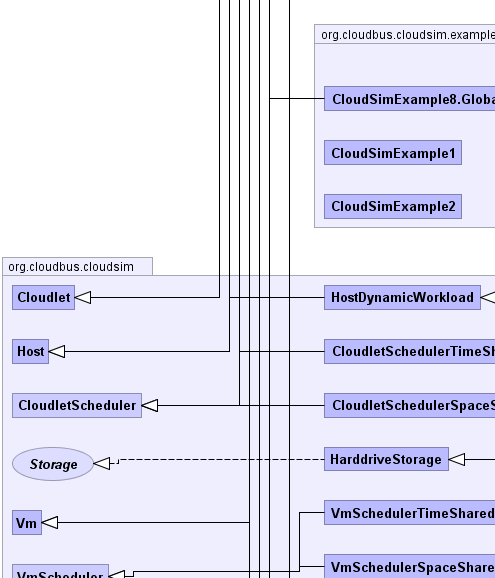 org.cloudbus.cloudsim.example
CloudSimExample8.Globa
CloudSimExample1
CloudSimExample2
org.cloudbus.cloudsim
Cloudlet
HostDynamicWorkload
Host
CloudletSchedulerTimeSh
CloudletScheduler
CloudletSchedulerSpaceS
Storage
HarddriveStorage
Vm
VmSchedulerTimeShared
VmScheduler
VmSchedulerSpaceShare